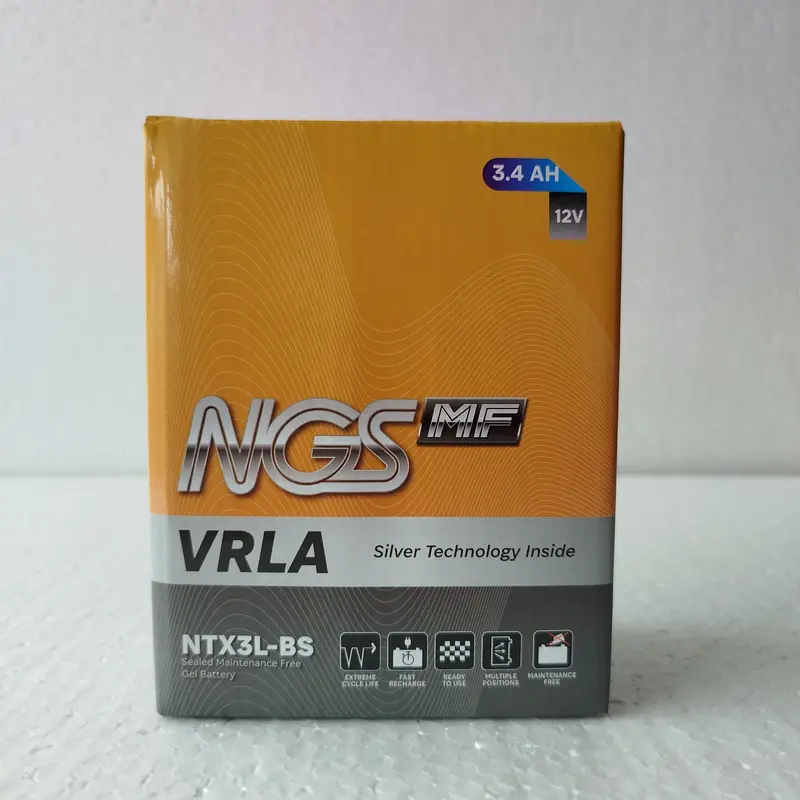 3.4 AH
12V
NGS MF
VRLA
Silver Technology Inside
NTX3L-BS
Sealed Maintenance Free
Gel Battery
EXTREME
CYCLE LIFE
FAST
RECHARGE
READY
TO USE
MULTIPLE
POSITIONS
MAINTENANCE
FREE